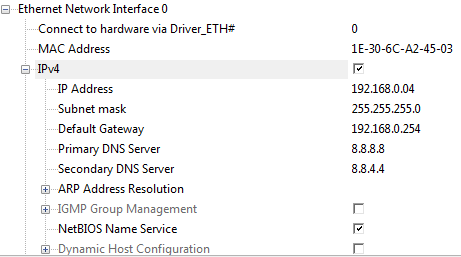 Ethernet Network Interface 0
Connect to hardware via Driver_ETH# 0
MAC Address 1E-30-6C-A2-45-03
IPv4
IP Address 192.168.0.04
Subnet mask 255.255.255.0
Default Gateway 192.168.0.254
Primary DNS Server 8.8.8.8
Secondary DNS Server 8.8.4.4
ARP Address Resolution
IGMP Group Management
NetBIOS Name Service
Dynamic Host Configuration